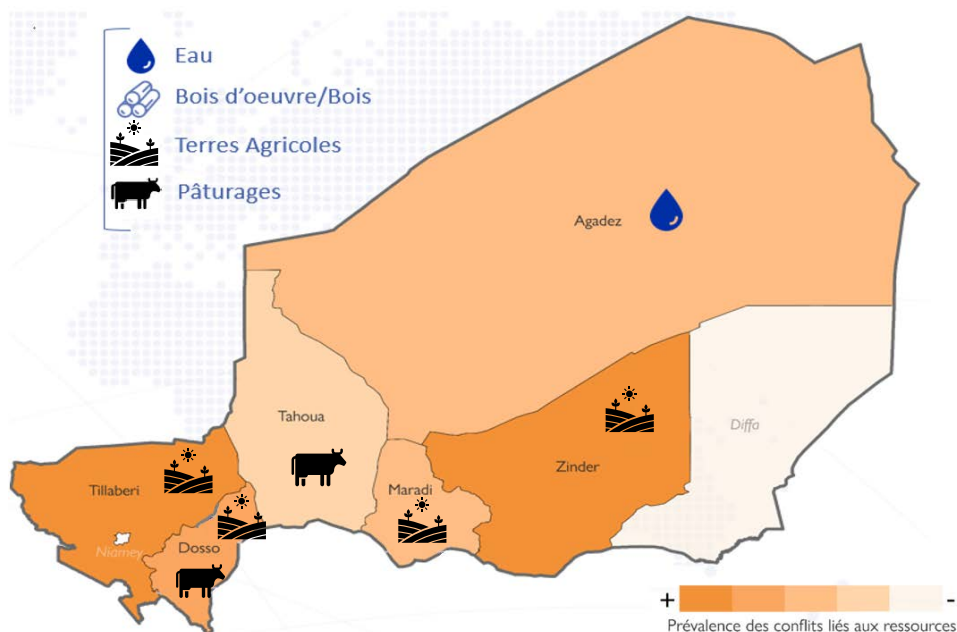 Eau
Bois d'oeuvre/Bois
Terres Agricoles
Pâturages
Agadez
Tahoua
Diffa
Zinder
Tillaberi
Maradi
Niamey
Dosso
+ -
Prévalence des conflits liés aux ressources